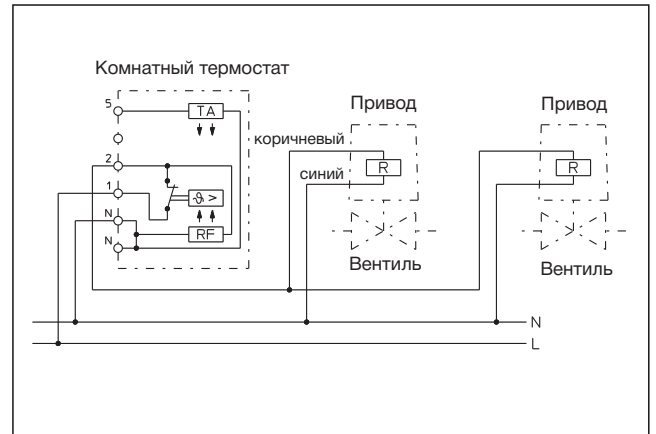 Комнатный термостат
5
TA
2
1
ϑ >
N
RF
N
Привод
коричневый
R
синий
Вентиль
Привод
R
Вентиль
N
L